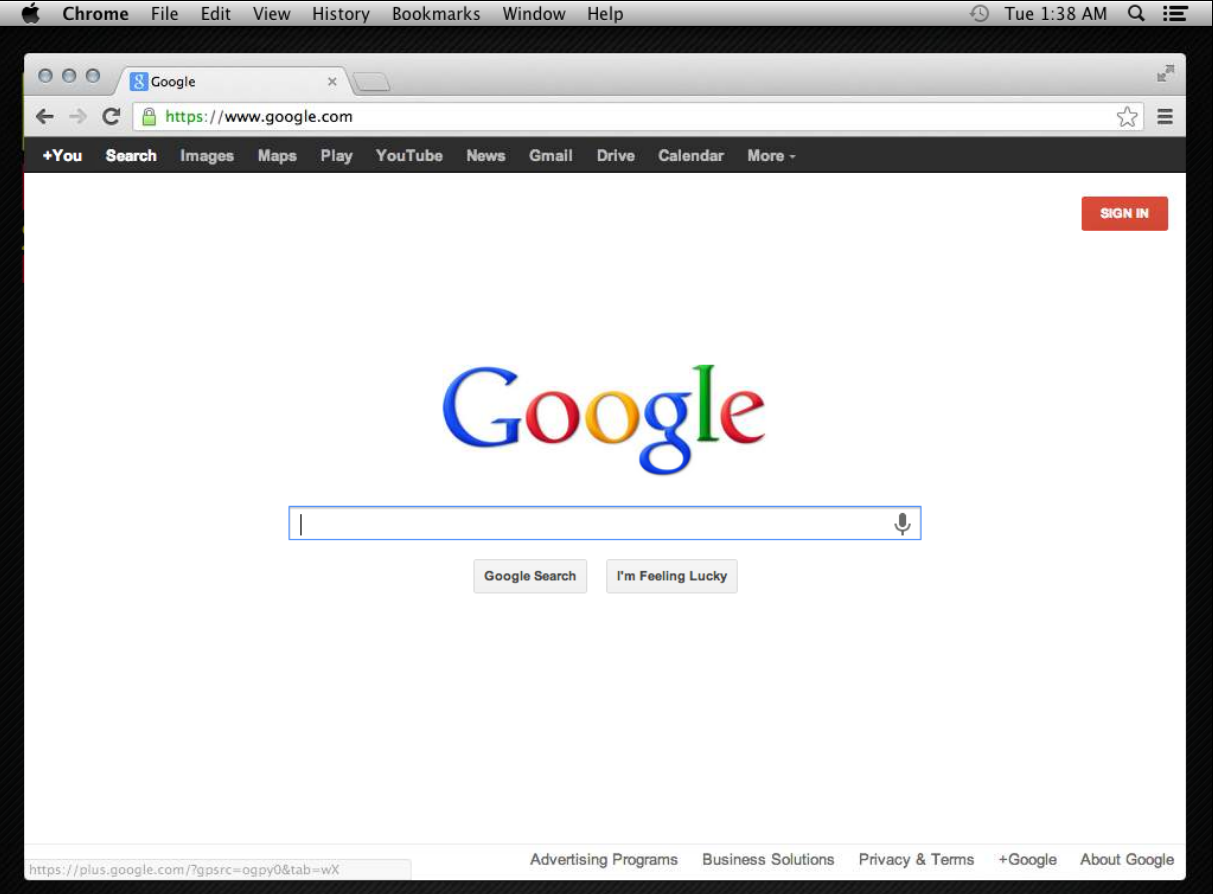 Chrome File Edit View History Bookmarks Window Help Tue 1:38 AM
Google
https://www.google.com
+You Search Images Maps Play YouTube News Gmail Drive Calendar More
SIGN IN
Google
Google Search I'm Feeling Lucky
Advertising Programs Business Solutions Privacy & Terms +Google About Google
https://plus.google.com/?gpsrc=ogpy0&tab=wX